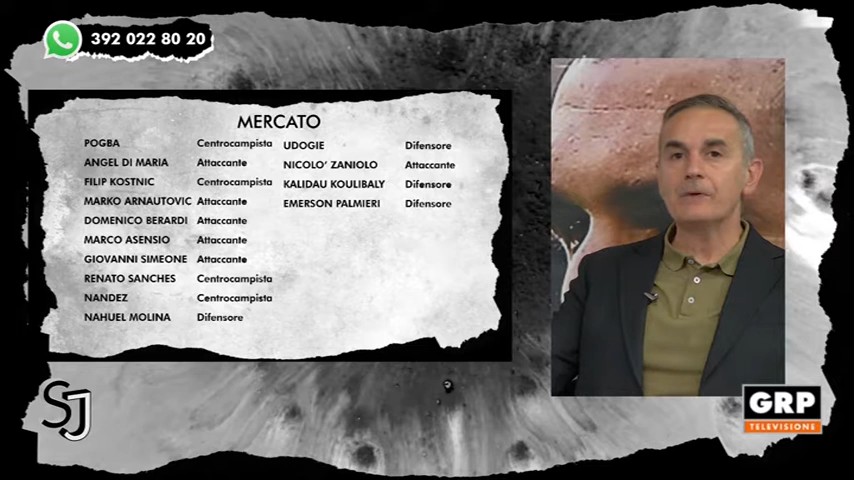 392 022 80 20
MERCATO
POGBA Centrocampista
ANGEL DI MARIA Attaccante
FILIP KOSTNIC Centrocampista
MARKO ARNAUTOVIC Attaccante
DOMENICO BERARDI Attaccante
MARCO ASENSIO Attaccante
GIOVANNI SIMEONE Attaccante
RENATO SANCHES Centrocampista
NANDEZ Centrocampista
NAHUEL MOLINA Difensore
UDOGIE Difensore
NICOLO' ZANIOLO Attaccante
KALIDAU KOULIBALY Difensore
EMERSON PALMIERI Difensore
SJ
GRP
TELEVISIONE